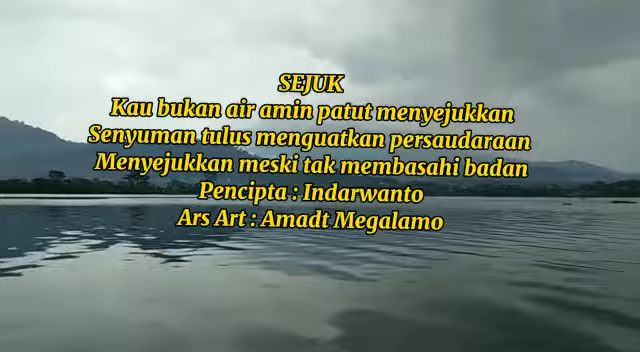 SEJUK
Kau bukan air amin patut menyejukkan
Senyuman tulus menguatkan persaudaraan
Menyejukkan meski tak membasahi badan
Pencipta : Indarwanto
Ars Art : Amadt Megalamo